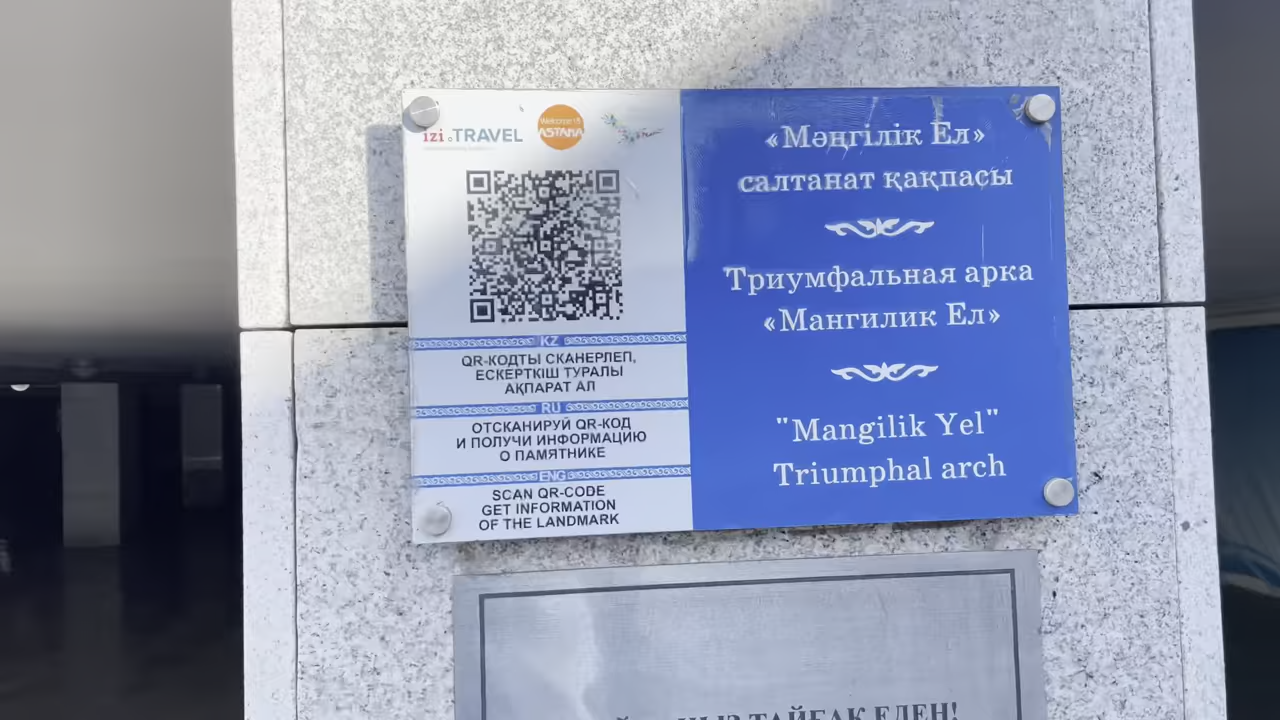 izi.TRAVEL
Welcome to
ASTANA
KZ
QR-КОДТЫ СКАНЕРЛЕП,
ЕСКЕРТКІШ ТУРАЛЫ
АҚПАРАТ АЛ
RU
ОТСКАНИРУЙ QR-КОД
И ПОЛУЧИ ИНФОРМАЦИЮ
О ПАМЯТНИКЕ
ENG
SCAN QR-CODE
GET INFORMATION
OF THE LANDMARK
«Мәңгілік Ел»
салтанат қақпасы
Триумфальная арка
«Мангилик Ел»
"Mangilik Yel"
Triumphal arch
ТАЙҒАҚ ЕДЕН!